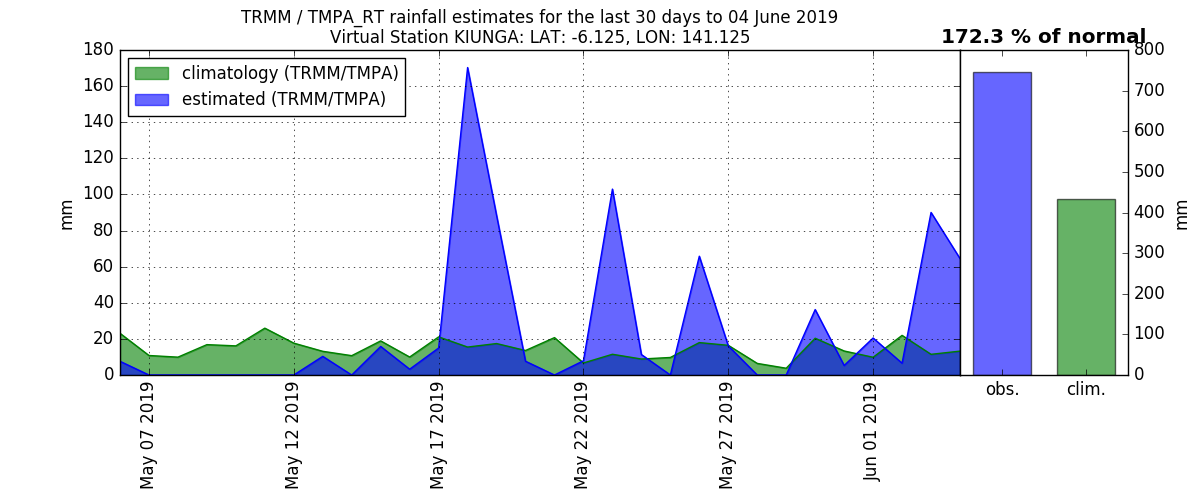 TRMM / TMPA_RT rainfall estimates for the last 30 days to 04 June 2019
Virtual Station KIUNGA: LAT: -6.125, LON: 141.125
172.3 % of normal
climatology (TRMM/TMPA)
estimated (TRMM/TMPA)
mm
180
160
140
120
100
80
60
40
20
0
May 07 2019
May 12 2019
May 17 2019
May 22 2019
May 27 2019
Jun 01 2019
800
700
600
500
400
300
200
100
0
mm
obs.
clim.